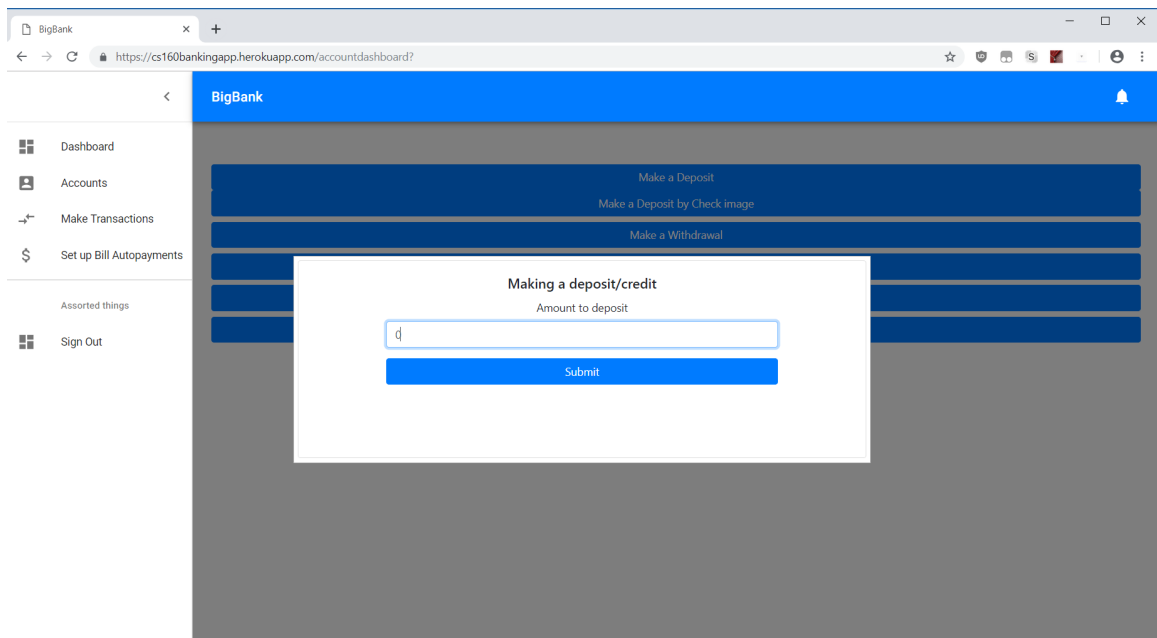 BigBank
https://cs160bankingapp.herokuapp.com/accountdashboard?
BigBank
Dashboard
Accounts
Make Transactions
Set up Bill Autopayments
Assorted things
Sign Out
Make a Deposit
Make a Deposit by Check image
Make a Withdrawal
Making a deposit/credit
Amount to deposit
0
Submit